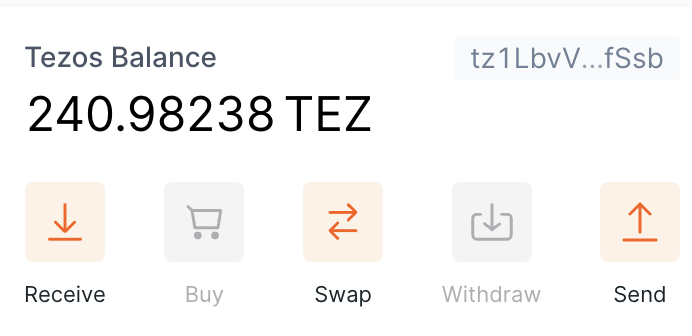 Tezos Balance
tz1LbvV...fSsb
240.98238 TEZ
Receive
Buy
Swap
Withdraw
Send